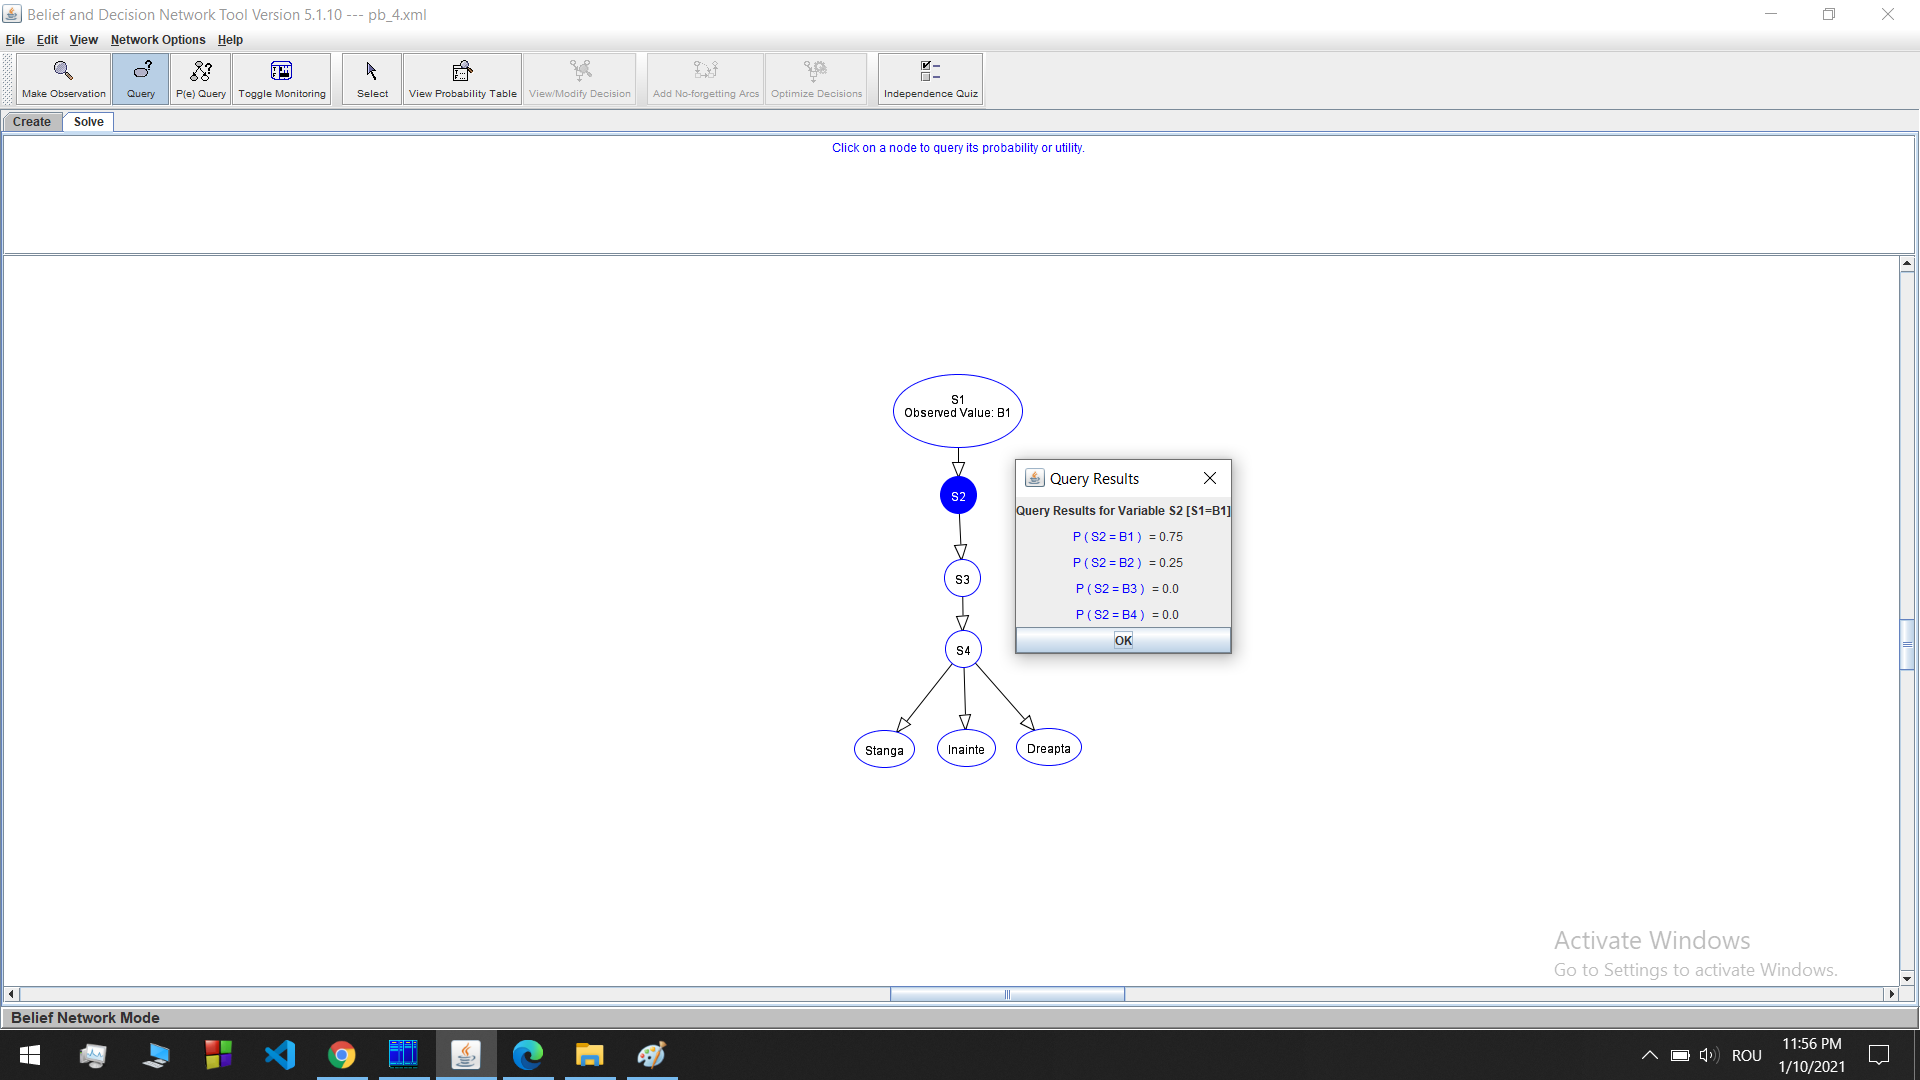 Belief and Decision Network Tool Version 5.1.10 --- pb_4.xml
File Edit View Network Options Help
Make Observation Query P(e) Query Toggle Monitoring Select View Probability Table View/Modify Decision Add No-forgetting Arcs Optimize Decisions Independence Quiz
Create Solve
Click on a node to query its probability or utility.
S1
Observed Value: B1
S2
S3
S4
Stanga Inainte Dreapta
Query Results
Query Results for Variable S2 [S1=B1]
P ( S2 = B1 ) = 0.75
P ( S2 = B2 ) = 0.25
P ( S2 = B3 ) = 0.0
P ( S2 = B4 ) = 0.0
OK
Activate Windows
Go to Settings to activate Windows.
Belief Network Mode
ROU
11:56 PM
1/10/2021